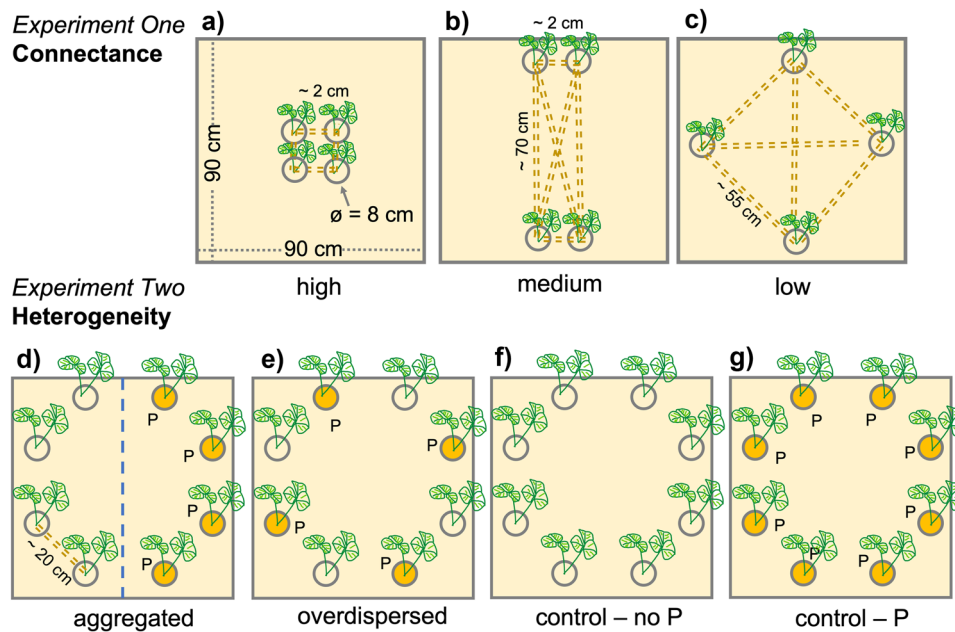 Experiment One
Connectance
a)
b)
c)
~ 2 cm
~ 2 cm
90 cm
~ 70 cm
~ 55 cm
ø = 8 cm
90 cm
high
medium
low
Experiment Two
Heterogeneity
d)
e)
f)
g)
P
P
P
P
~ 20 cm
P
P
P
P
P
P
P
P
P
P
P
P
aggregated
overdispersed
control – no P
control – P